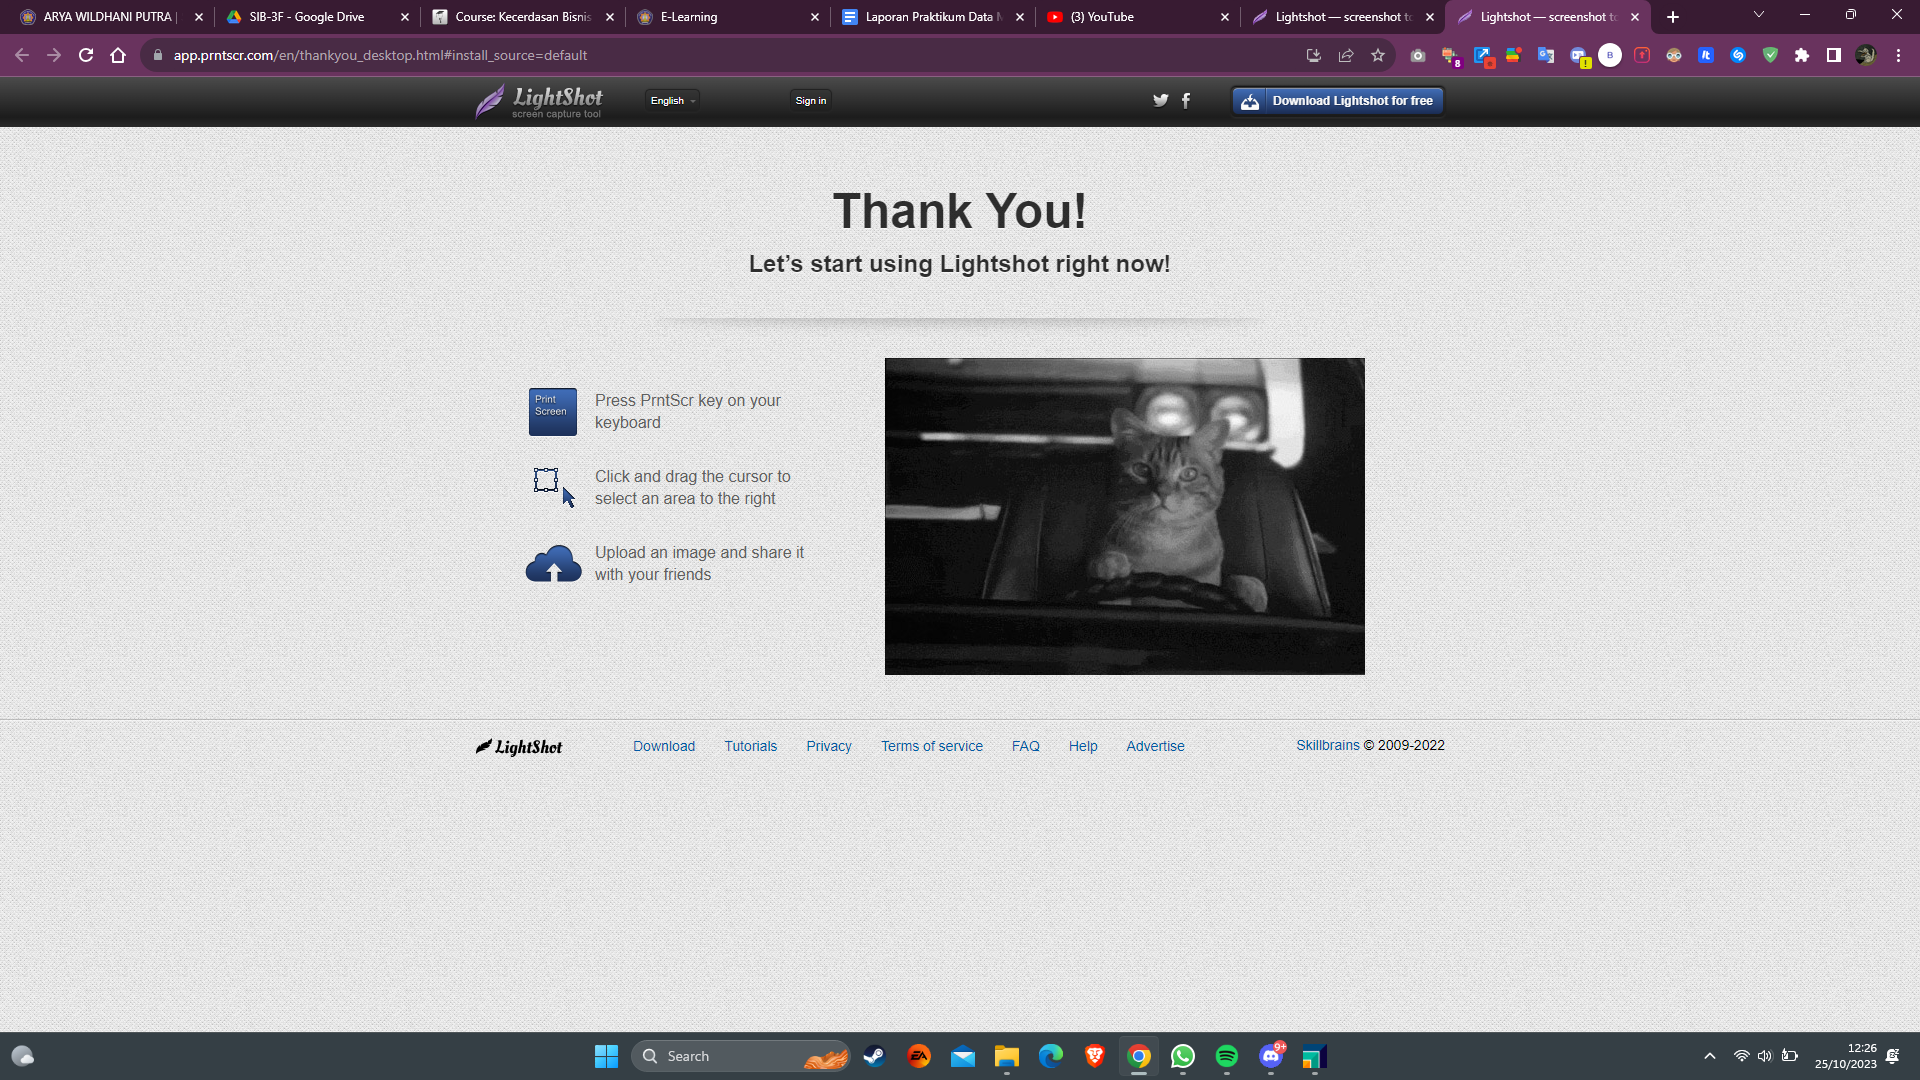 ARYA WILDHANI PUTRA |
SIB-3F - Google Drive
Course: Kecerdasan Bisnis
E-Learning
Laporan Praktikum Data M
(3) YouTube
Lightshot — screenshot to
Lightshot — screenshot to
app.prntscr.com/en/thankyou_desktop.html#install_source=default
8
B
LightShot
screen capture tool
English
Sign in
Download Lightshot for free
Thank You!
Let’s start using Lightshot right now!
Print
Screen
Press PrntScr key on your
keyboard
Click and drag the cursor to
select an area to the right
Upload an image and share it
with your friends
LightShot
Download
Tutorials
Privacy
Terms of service
FAQ
Help
Advertise
Skillbrains © 2009-2022
Search
EA
9+
12:26
25/10/2023